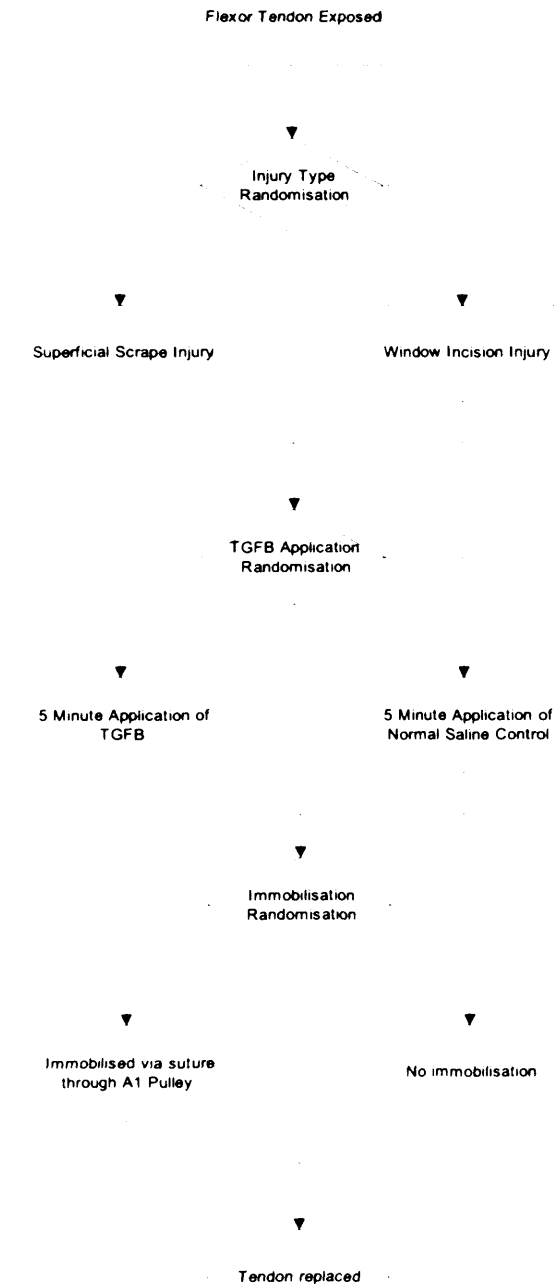 Flexor Tendon Exposed
Injury Type
Randomisation
Superficial Scrape Injury
Window Incision Injury
TGFB Application
Randomisation
5 Minute Application of
TGFB
5 Minute Application of
Normal Saline Control
Immobilisation
Randomisation
Immobilised via suture
through A1 Pulley
No immobilisation
Tendon replaced